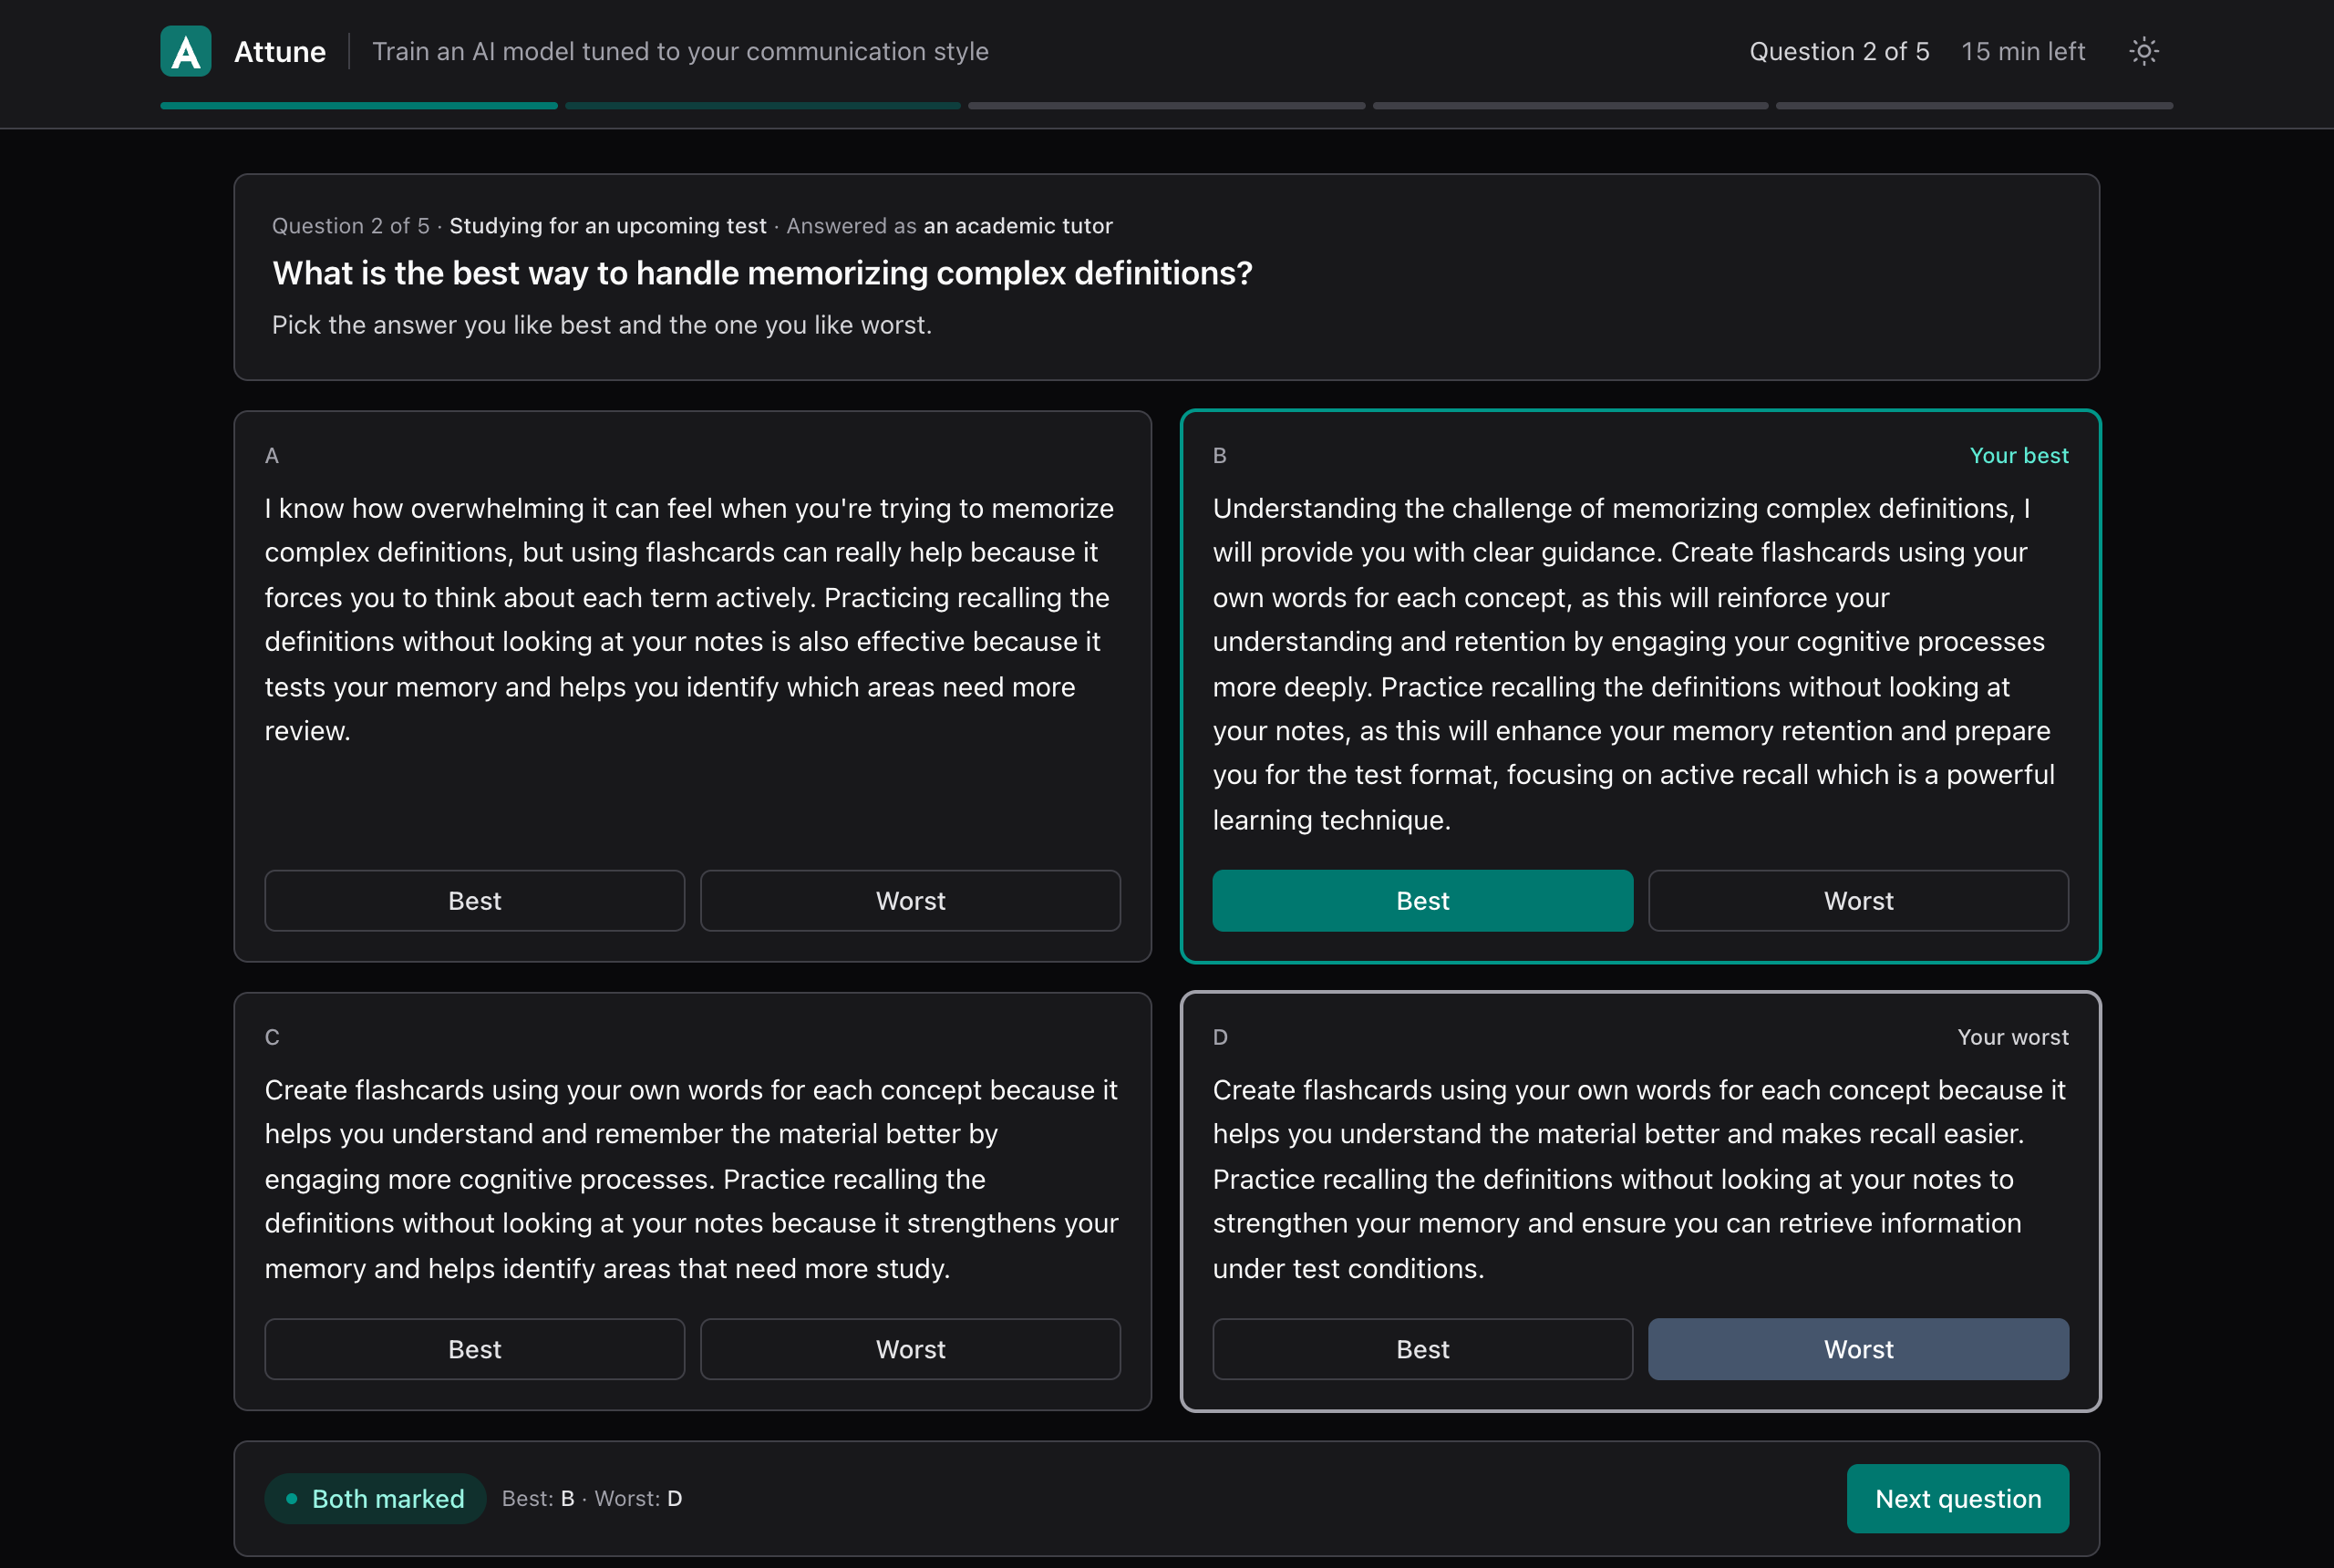 A Attune Train an AI model tuned to your communication style Question 2 of 5 15 min left
Question 2 of 5 · Studying for an upcoming test · Answered as an academic tutor
What is the best way to handle memorizing complex definitions?
Pick the answer you like best and the one you like worst.
A
I know how overwhelming it can feel when you're trying to memorize
complex definitions, but using flashcards can really help because it
forces you to think about each term actively. Practicing recalling the
definitions without looking at your notes is also effective because it
tests your memory and helps you identify which areas need more
review.
Best Worst
B Your best
Understanding the challenge of memorizing complex definitions, I
will provide you with clear guidance. Create flashcards using your
own words for each concept, as this will reinforce your
understanding and retention by engaging your cognitive processes
more deeply. Practice recalling the definitions without looking at
your notes, as this will enhance your memory retention and prepare
you for the test format, focusing on active recall which is a powerful
learning technique.
Best Worst
C
Create flashcards using your own words for each concept because it
helps you understand and remember the material better by
engaging more cognitive processes. Practice recalling the
definitions without looking at your notes because it strengthens your
memory and helps identify areas that need more study.
Best Worst
D Your worst
Create flashcards using your own words for each concept because it
helps you understand the material better and makes recall easier.
Practice recalling the definitions without looking at your notes to
strengthen your memory and ensure you can retrieve information
under test conditions.
Best Worst
Both marked Best: B · Worst: D Next question